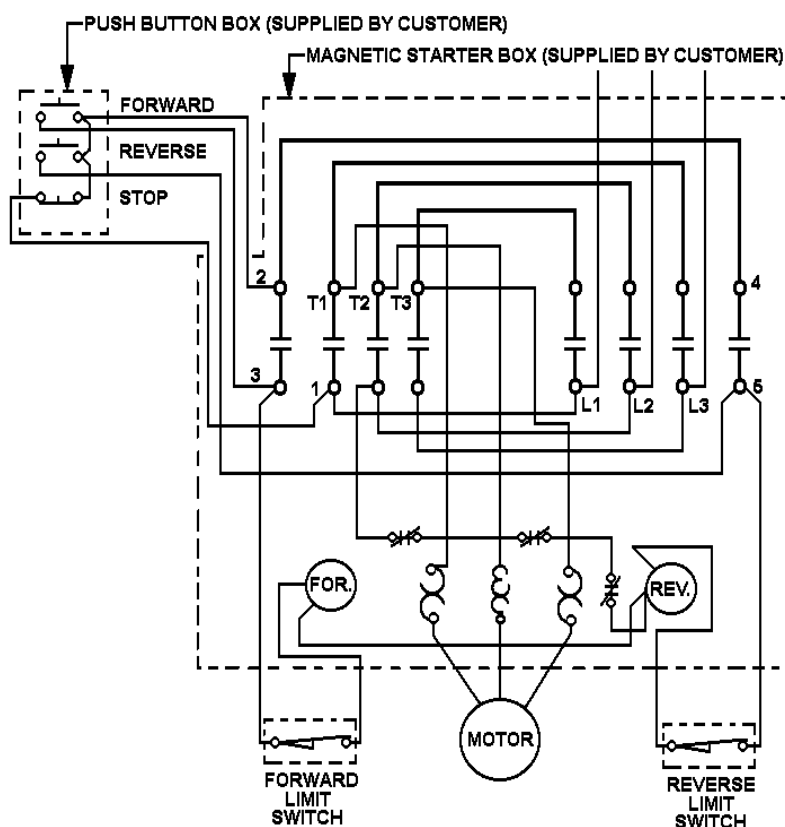 PUSH BUTTON BOX (SUPPLIED BY CUSTOMER)
MAGNETIC STARTER BOX (SUPPLIED BY CUSTOMER)
FORWARD
REVERSE
STOP
2
T1
T2
T3
4
3
1
L1
L2
L3
5
FOR.
REV.
MOTOR
FORWARD
LIMIT
SWITCH
REVERSE
LIMIT
SWITCH